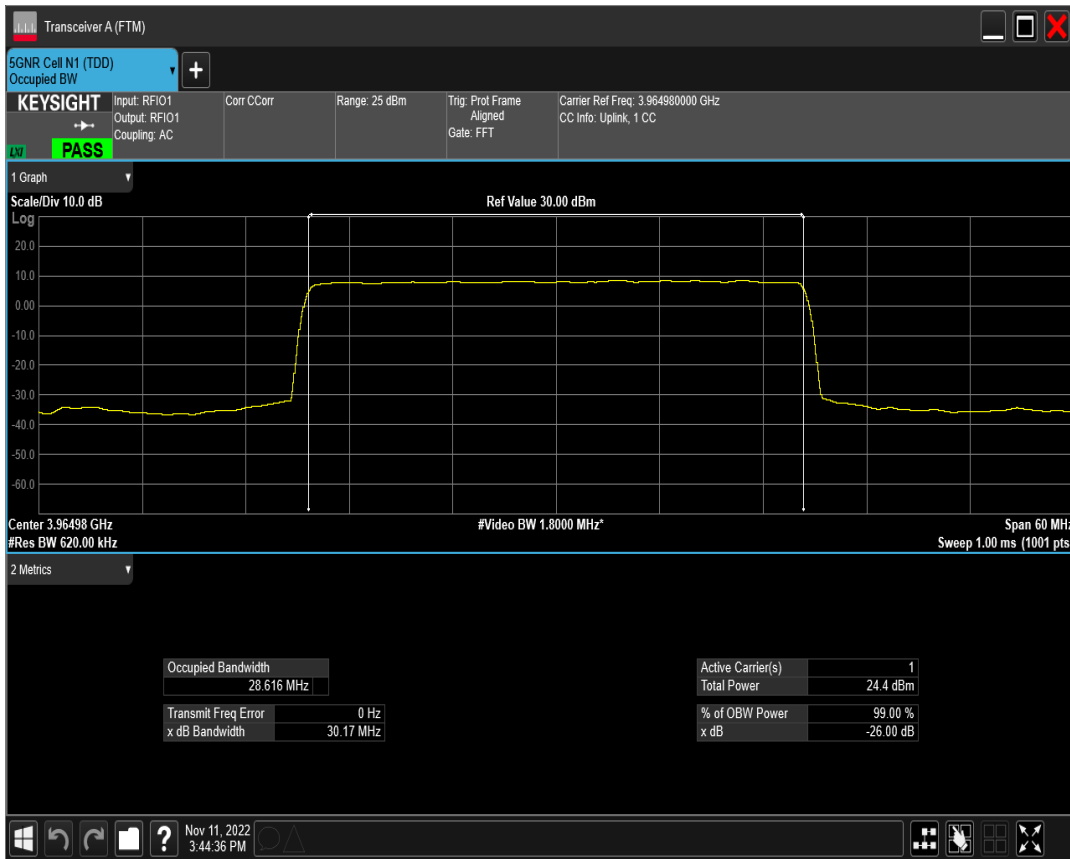 Transceiver A (FTM)
5GNR Cell N1 (TDD)
Occupied BW
+
KEYSIGHT
LXI
PASS
Input: RFIO1
Output: RFIO1
Coupling: AC
Corr CCorr
Range: 25 dBm
Trig: Prot Frame
Aligned
Gate: FFT
Carrier Ref Freq: 3.964980000 GHz
CC Info: Uplink, 1 CC
1 Graph
Scale/Div 10.0 dB
Ref Value 30.00 dBm
Log
20.0
10.0
0.00
-10.0
-20.0
-30.0
-40.0
-50.0
-60.0
Center 3.96498 GHz
#Video BW 1.8000 MHz*
Span 60 MHz
#Res BW 620.00 kHz
Sweep 1.00 ms (1001 pts
2 Metrics
Occupied Bandwidth
28.616 MHz
Transmit Freq Error 0 Hz
x dB Bandwidth 30.17 MHz
Active Carrier(s) 1
Total Power 24.4 dBm
% of OBW Power 99.00 %
x dB -26.00 dB
?
Nov 11, 2022
3:44:36 PM